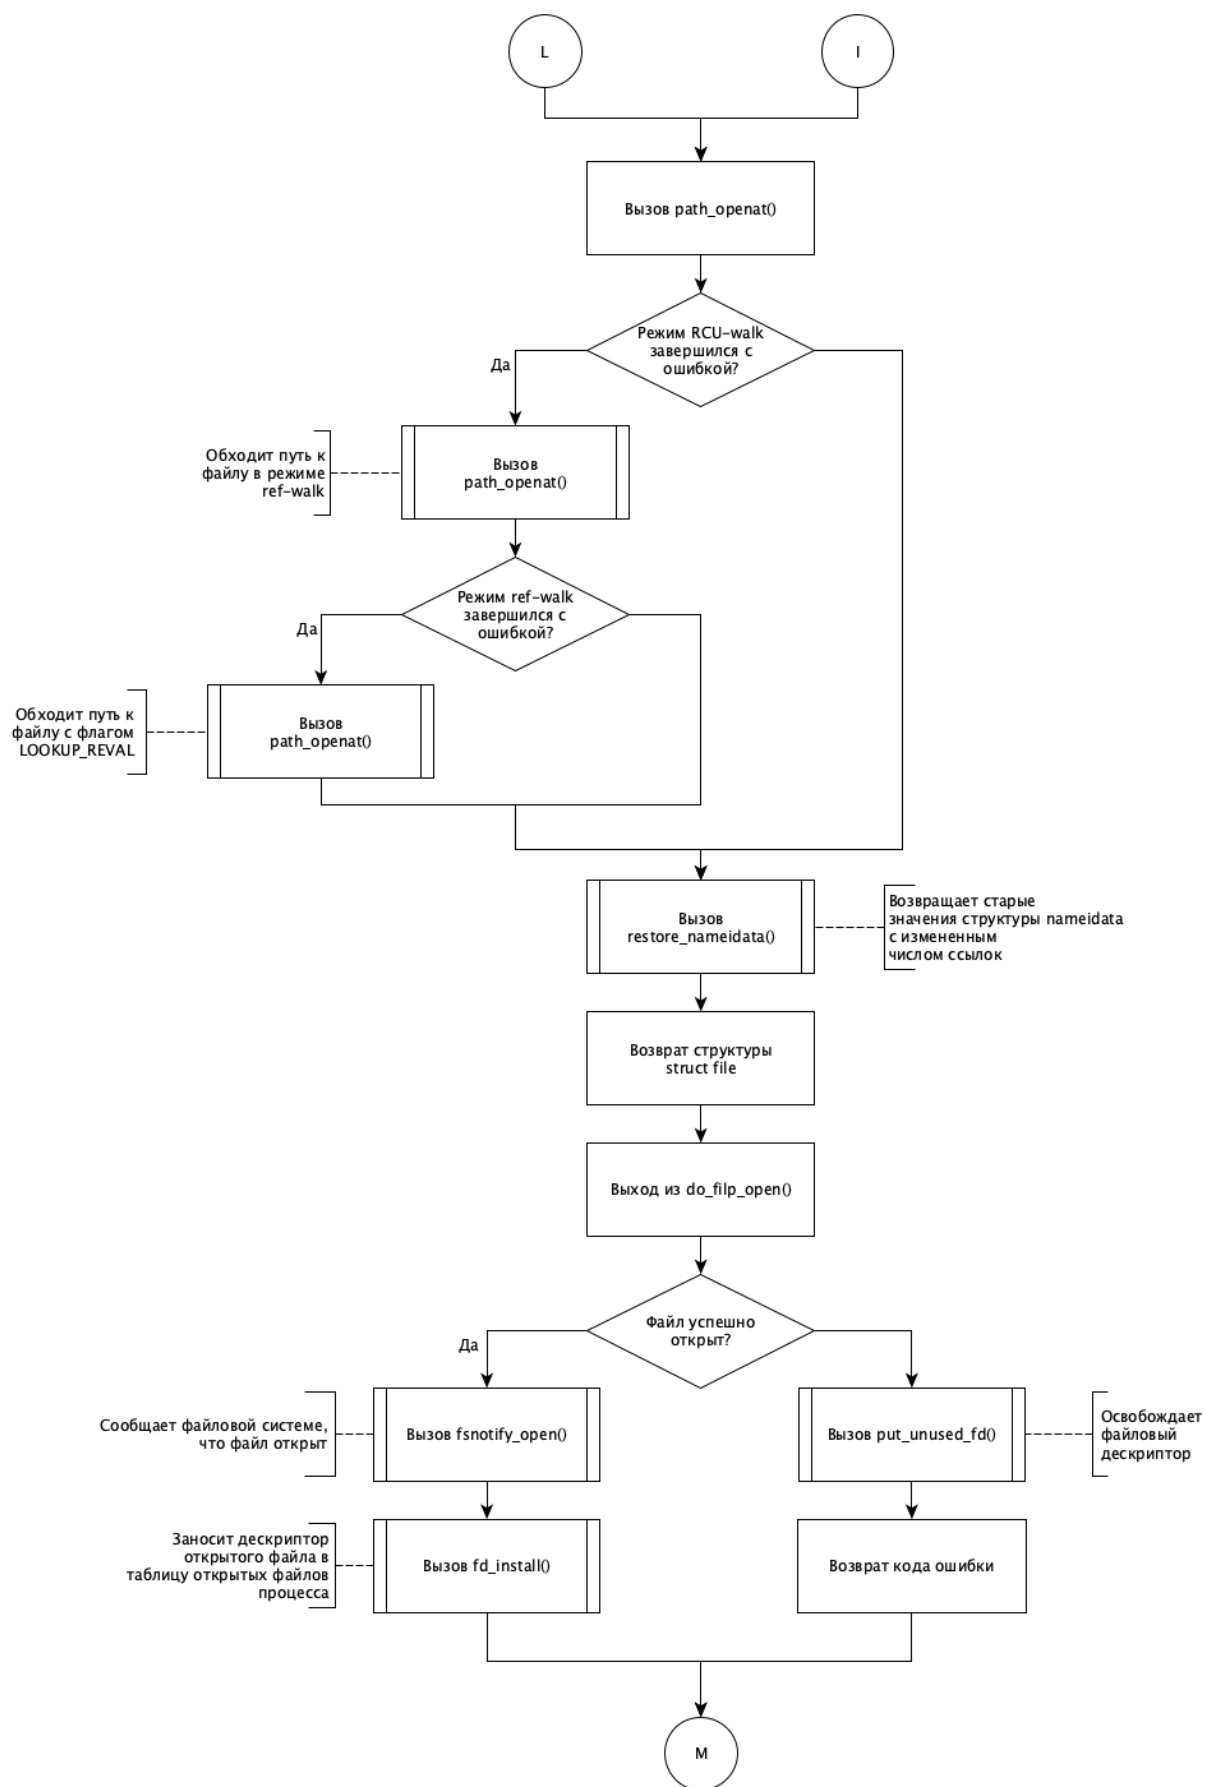 L
I
Вызов path_openat()
Режим RCU-walk
завершился с
ошибкой?
Да
Обходит путь к
файлу в режиме
ref-walk
Вызов
path_openat()
Режим ref-walk
завершился с
ошибкой?
Да
Обходит путь к
файлу с флагом
LOOKUP_REVAL
Вызов
path_openat()
Вызов
restore_nameidata()
Возвращает старые
значения структуры nameidata
с измененным
числом ссылок
Возврат структуры
struct file
Выход из do_filp_open()
Файл успешно
открыт?
Да
Сообщает файловой системе,
что файл открыт
Вызов fsnotify_open()
Вызов put_unused_fd()
Освобождает
файловый
дескриптор
Заносит дескриптор
открытого файла в
таблицу открытых файлов
процесса
Вызов fd_install()
Возврат кода ошибки
M